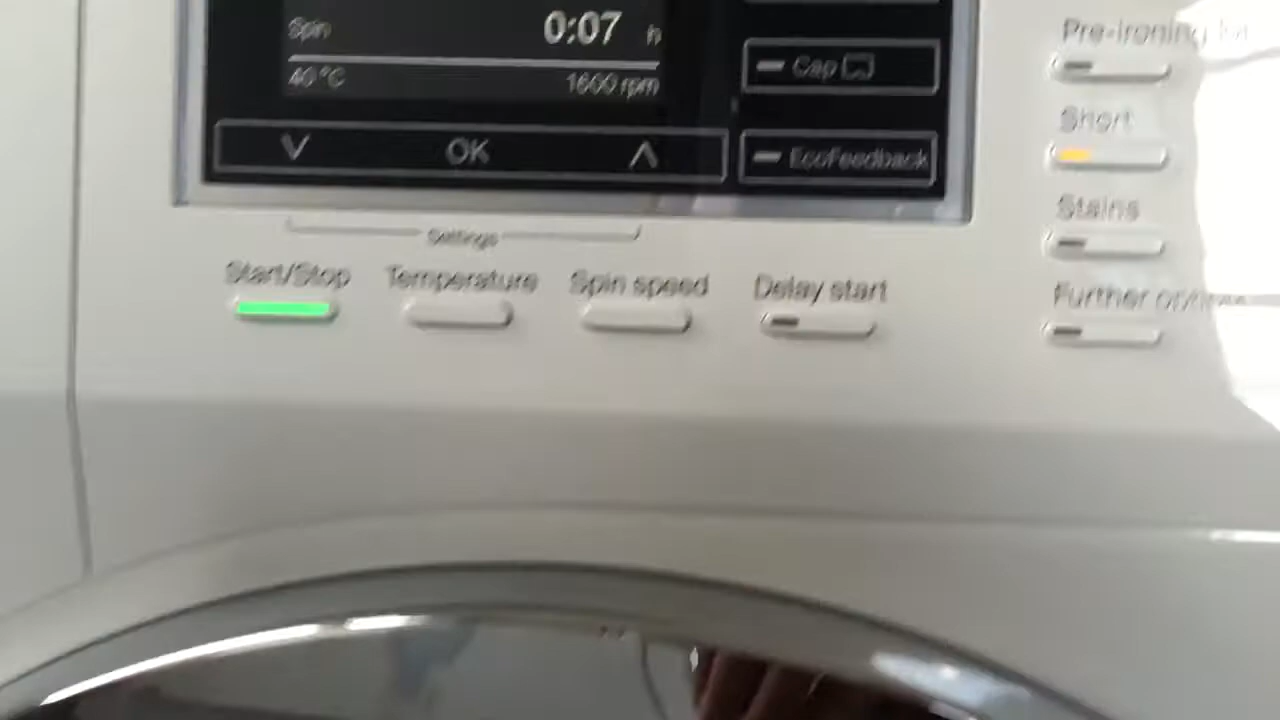 Spin 0:07 h
40 °C 1600 rpm
OK
Cap
EcoFeedback
Settings
Start/Stop
Temperature
Spin speed
Delay start
Pre-ironing
Short
Stains
Further